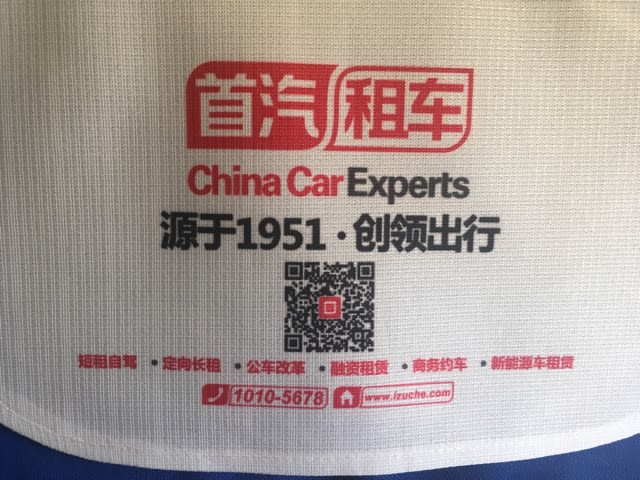 首汽租车
China Car Experts
源于1951·创领出行
短租自驾 ·定向长租 ·公车改革 ·融资租赁 ·商务约车 ·新能源车租赁
1010-5678 www.izuche.com